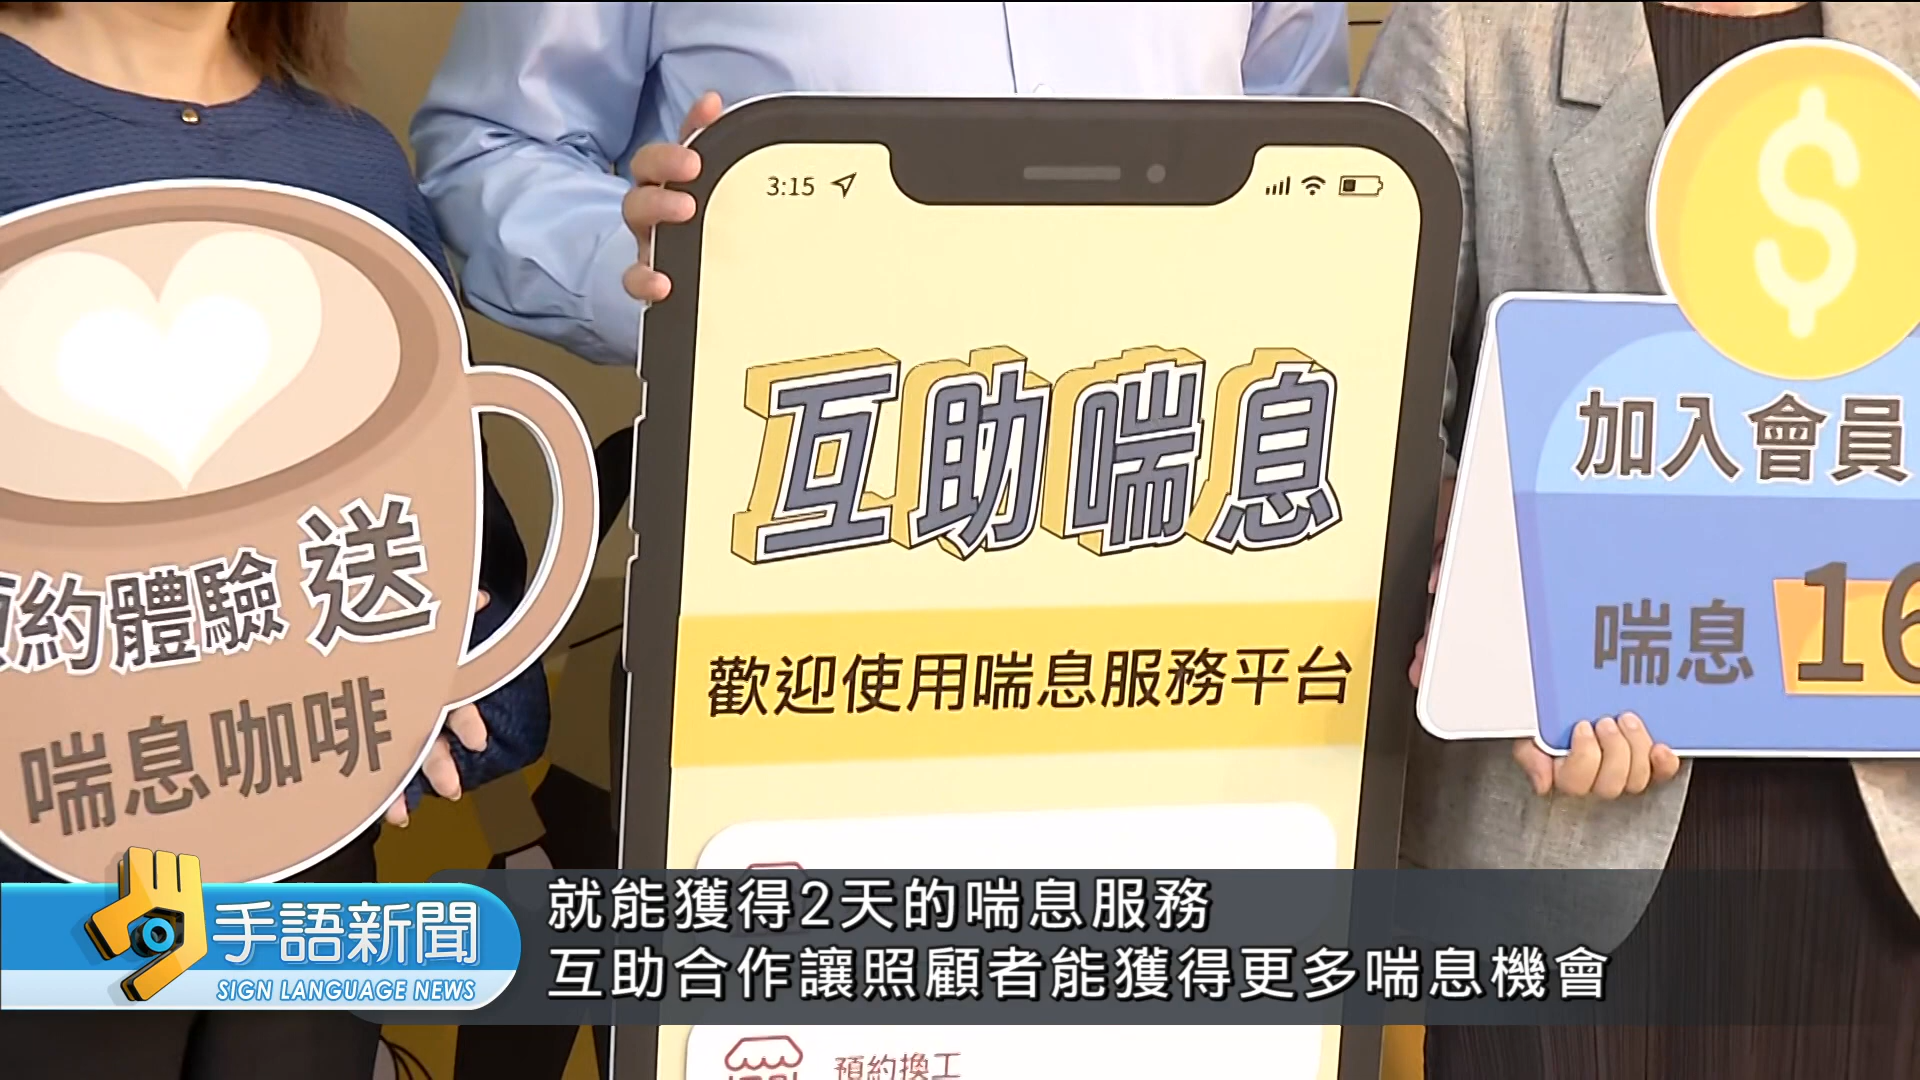 3:15
互助喘息
歡迎使用喘息服務平台
預約換工
約體驗送
喘息咖啡
$
加入會員
喘息16
就能獲得2天的喘息服務
互助合作讓照顧者能獲得更多喘息機會
手語新聞
SIGN LANGUAGE NEWS